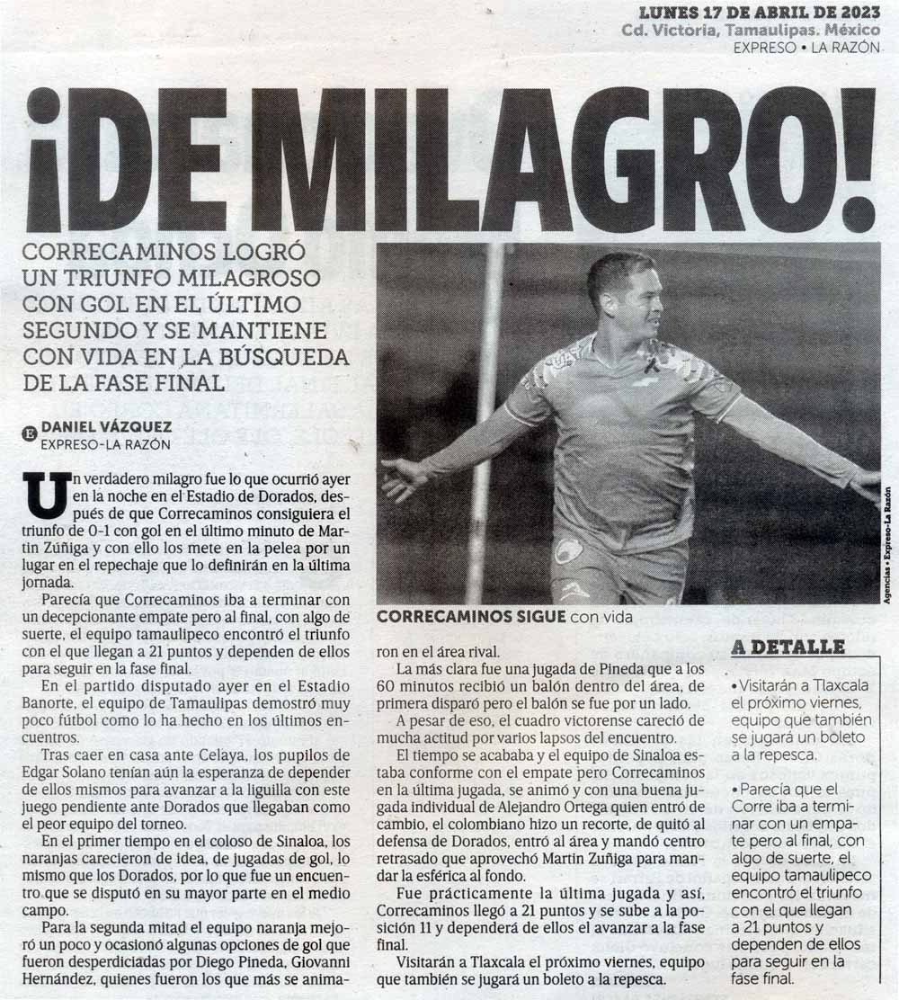 LUNES 17 DE ABRIL DE 2023
Cd. Victoria, Tamaulipas. México
EXPRESO • LA RAZÓN
¡DE MILAGRO!
CORRECAMINOS LOGRÓ
UN TRIUNFO MILAGROSO
CON GOL EN EL ÚLTIMO
SEGUNDO Y SE MANTIENE
CON VIDA EN LA BÚSQUEDA
DE LA FASE FINAL
E DANIEL VÁZQUEZ
EXPRESO-LA RAZÓN
Un verdadero milagro fue lo que ocurrió ayer
en la noche en el Estadio de Dorados, des-
pués de que Correcaminos consiguiera el
triunfo de 0-1 con gol en el último minuto de Mar-
tin Zúñiga y con ello los mete en la pelea por un
lugar en el repechaje que lo definirán en la última
jornada.
Parecía que Correcaminos iba a terminar con
un decepcionante empate pero al final, con algo de
suerte, el equipo tamaulipeco encontró el triunfo
con el que llegan a 21 puntos y dependen de ellos
para seguir en la fase final.
En el partido disputado ayer en el Estadio
Banorte, el equipo de Tamaulipas demostró muy
poco fútbol como lo ha hecho en los últimos en-
cuentros.
Tras caer en casa ante Celaya, los pupilos de
Edgar Solano tenían aún la esperanza de depender
de ellos mismos para avanzar a la liguilla con este
juego pendiente ante Dorados que llegaban como
el peor equipo del torneo.
En el primer tiempo en el coloso de Sinaloa, los
naranjas carecieron de idea, de jugadas de gol, lo
mismo que los Dorados, por lo que fue un encuen-
tro que se disputó en su mayor parte en el medio
campo.
Para la segunda mitad el equipo naranja mejo-
ró un poco y ocasionó algunas opciones de gol que
fueron desperdiciadas por Diego Pineda, Giovanni
Hernández, quienes fueron los que más se anima-
Agencias • Expreso-La Razón
CORRECAMINOS SIGUE con vida
ron en el área rival.
La más clara fue una jugada de Pineda que a los
60 minutos recibió un balón dentro del área, de
primera disparó pero el balón se fue por un lado.
A pesar de eso, el cuadro victorense careció de
mucha actitud por varios lapsos del encuentro.
El tiempo se acababa y el equipo de Sinaloa es-
taba conforme con el empate pero Correcaminos
en la última jugada, se animó y con una buena ju-
gada individual de Alejandro Ortega quien entró de
cambio, el colombiano hizo un recorte, de quitó al
defensa de Dorados, entró al área y mandó centro
retrasado que aprovechó Martin Zuñiga para man-
dar la esférica al fondo.
Fue prácticamente la última jugada y así,
Correcaminos llegó a 21 puntos y se sube a la po-
sición 11 y dependerá de ellos el avanzar a la fase
final.
Visitarán a Tlaxcala el próximo viernes, equipo
que también se jugará un boleto a la repesca.
A DETALLE
• Visitarán a Tlaxcala
el próximo viernes,
equipo que también
se jugará un boleto
a la repesca.
• Parecía que el
Corre iba a termi-
nar con un empa-
te pero al final, con
algo de suerte, el
equipo tamaulipeco
encontró el triunfo
con el que llegan
a 21 puntos y
dependen de ellos
para seguir en la
fase final.